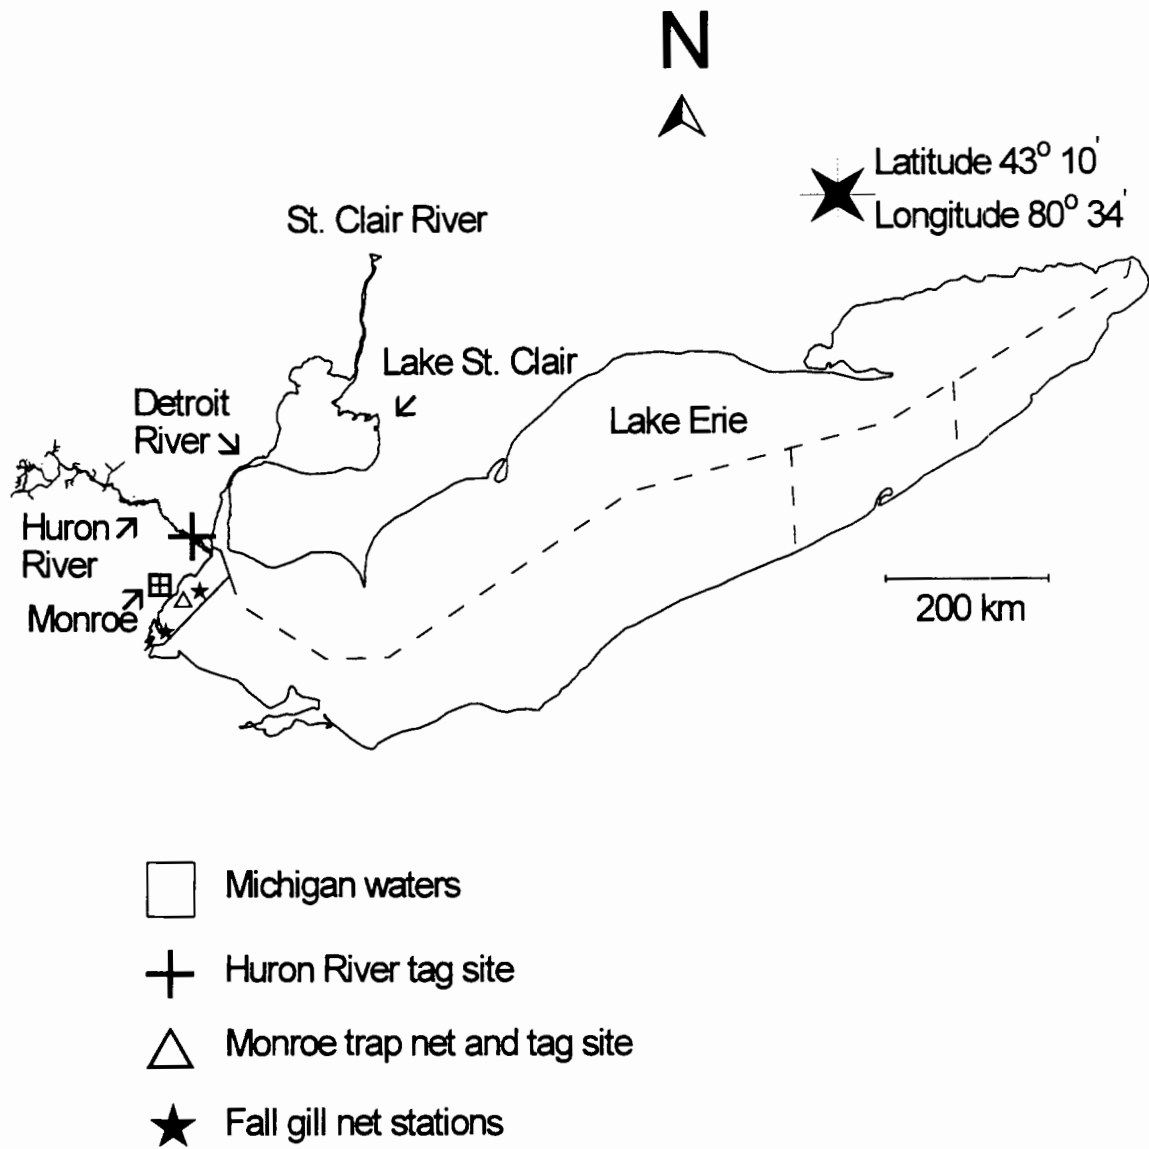 N
Latitude 43° 10'
Longitude 80° 34'
St. Clair River
Lake St. Clair
Detroit
River
Lake Erie
Huron
River
Monroe
200 km
Michigan waters
Huron River tag site
Monroe trap net and tag site
Fall gill net stations